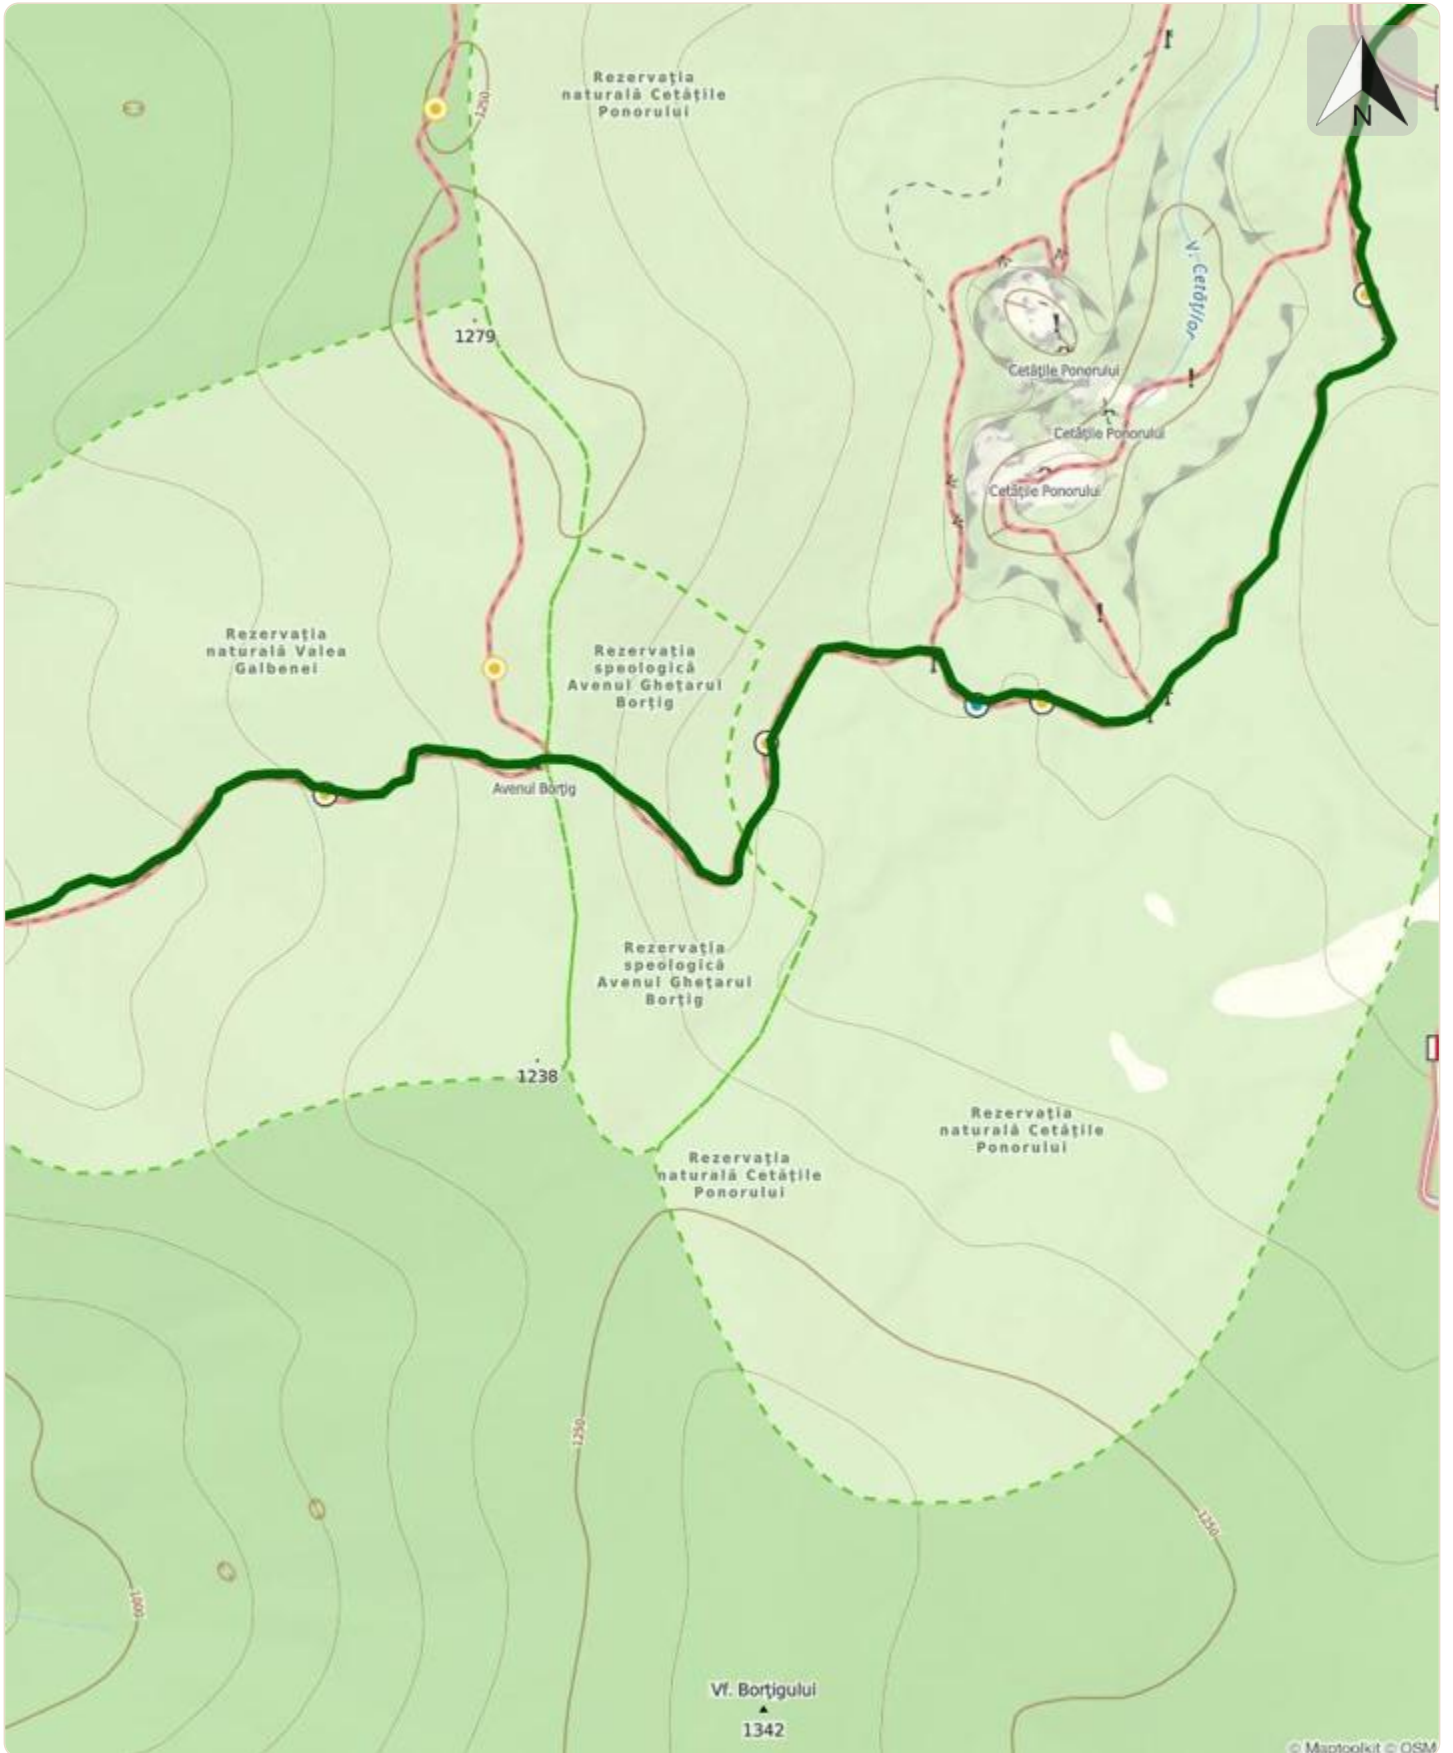 Rezervația
naturală Cetățile
Ponorului
N
1250
V. Cetăților
1279
Cetățile Ponorului
Cetățile Ponorului
Cetățile Ponorului
Rezervația
naturală Valea
Galbenei
Rezervația
speologică
Avenul Ghețarul
Borțig
Avenul Borțig
Rezervația
speologică
Avenul Ghețarul
Borțig
1238
Rezervația
naturală Cetățile
Ponorului
Rezervația
naturală Cetățile
Ponorului
1250
1250
1000
Vf. Borțigului
1342
© Maptoolkit © OSM